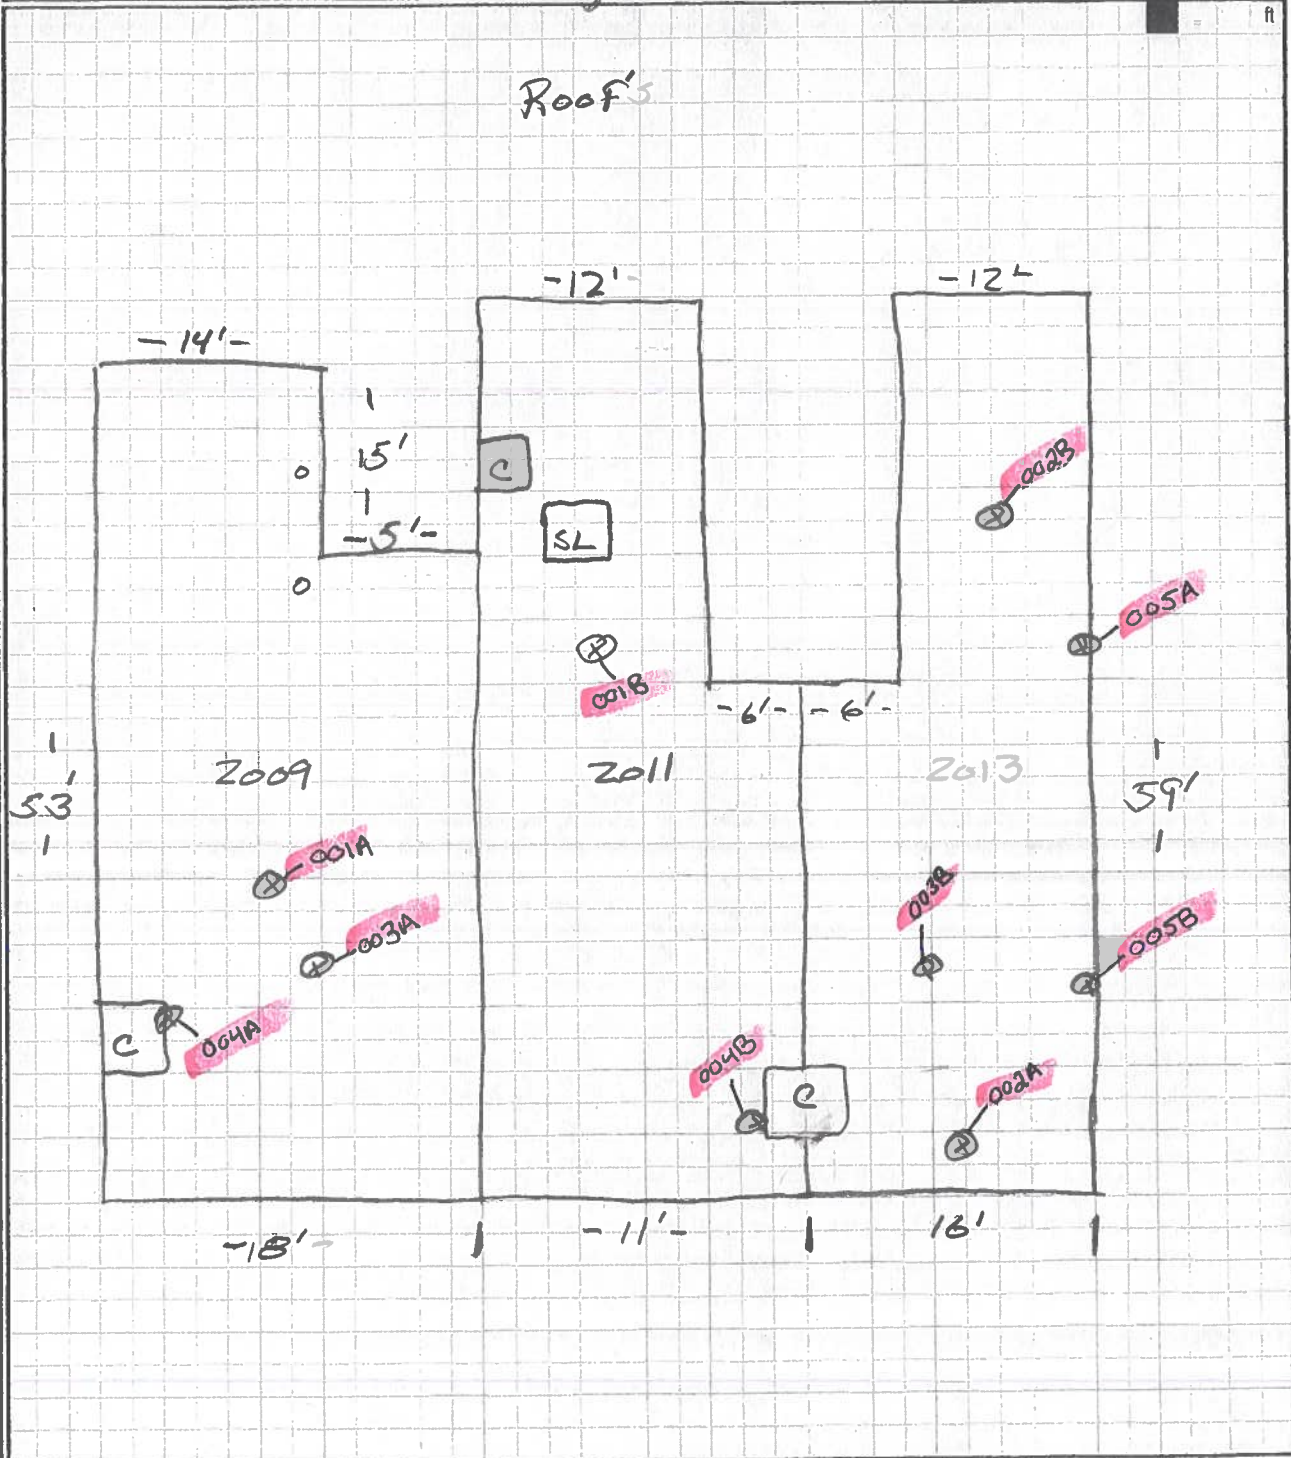 ft
Roof's
-12'-
-12'
-14'-
15'
C
002B
-5'-
SL
005A
001B
-6'- -6'-
2009
2011
2013
53'
59'
001A
003B
003A
005B
C
004A
004B
C
002A
-18'-
-11'-
16'